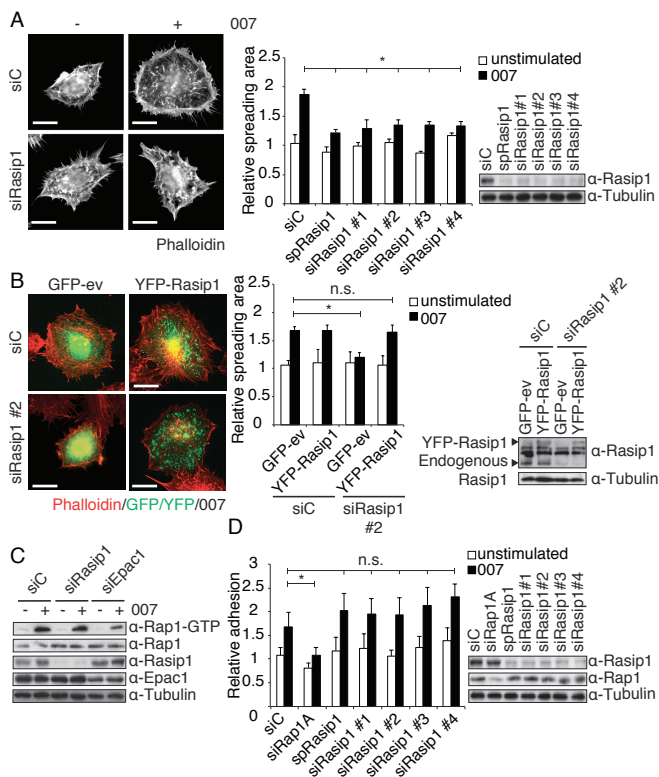 A
- + 007
siC
siRasip1
Phalloidin
Relative spreading area
2.5
2
1.5
1
0.5
0
*
unstimulated
007
siC
spRasip1
siRasip1 #1
siRasip1 #2
siRasip1 #3
siRasip1 #4
siC
spRasip1
siRasip1#1
siRasip1#2
siRasip1#3
siRasip1#4
α-Rasip1
α-Tubulin
B
GFP-ev YFP-Rasip1
siC
siRasip1 #2
Phalloidin/GFP/YFP/007
Relative spreading area
2.5
2
1.5
1
0.5
0
n.s.
*
unstimulated
007
GFP-ev
YFP-Rasip1
GFP-ev
YFP-Rasip1
siC siRasip1
#2
siC
siRasip1 #2
GFP-ev
YFP-Rasip1
GFP-ev
YFP-Rasip1
YFP-Rasip1
Endogenous
Rasip1
α-Rasip1
α-Tubulin
C
siC
siRasip1
siEpac1
- + - + - + 007
α-Rap1-GTP
α-Rap1
α-Rasip1
α-Epac1
α-Tubulin
D
Relative adhesion
3
2.5
2
1.5
1
0.5
0
n.s.
*
unstimulated
007
siC
siRap1A
spRasip1
siRasip1 #1
siRasip1 #2
siRasip1 #3
siRasip1 #4
siC
siRap1A
spRasip1
siRasip1#1
siRasip1#2
siRasip1#3
siRasip1#4
α-Rasip1
α-Rap1
α-Tubulin